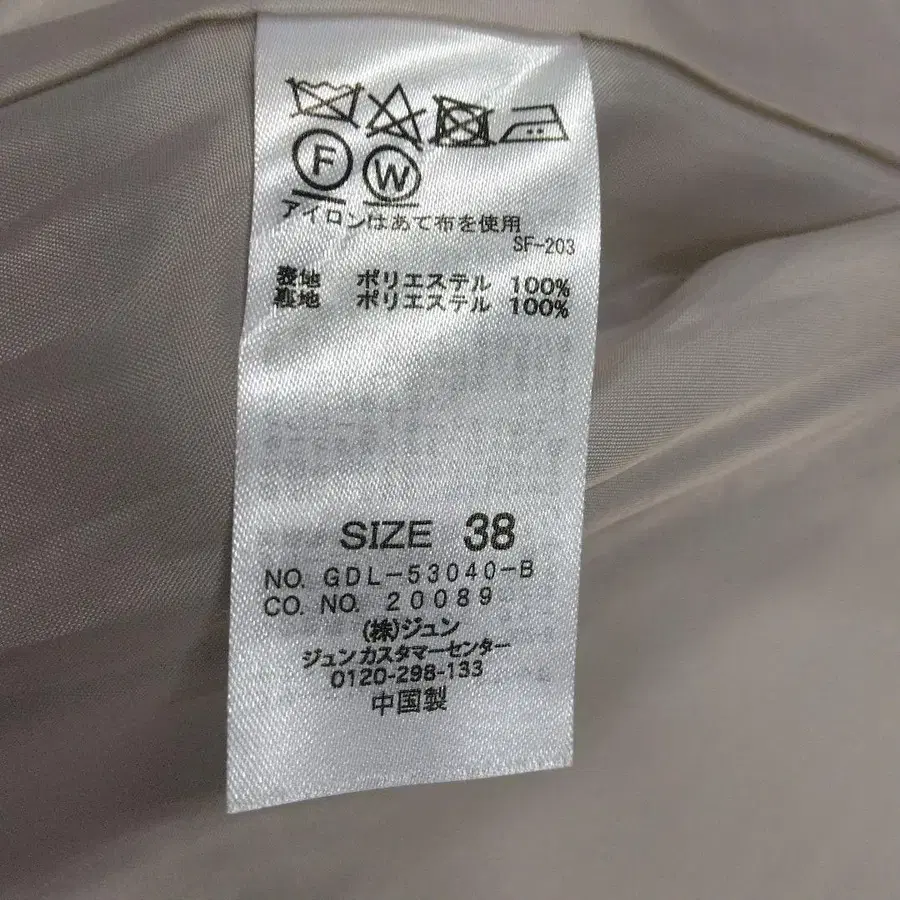 F W
アイロンはあて布を使用
SF-203
表地 ポリエステル 100%
裏地 ポリエステル 100%
SIZE 38
NO. GDL-53040-B
CO. NO. 20089
(株)ジュン
ジュンカスタマーセンター
0120-298-133
中国製